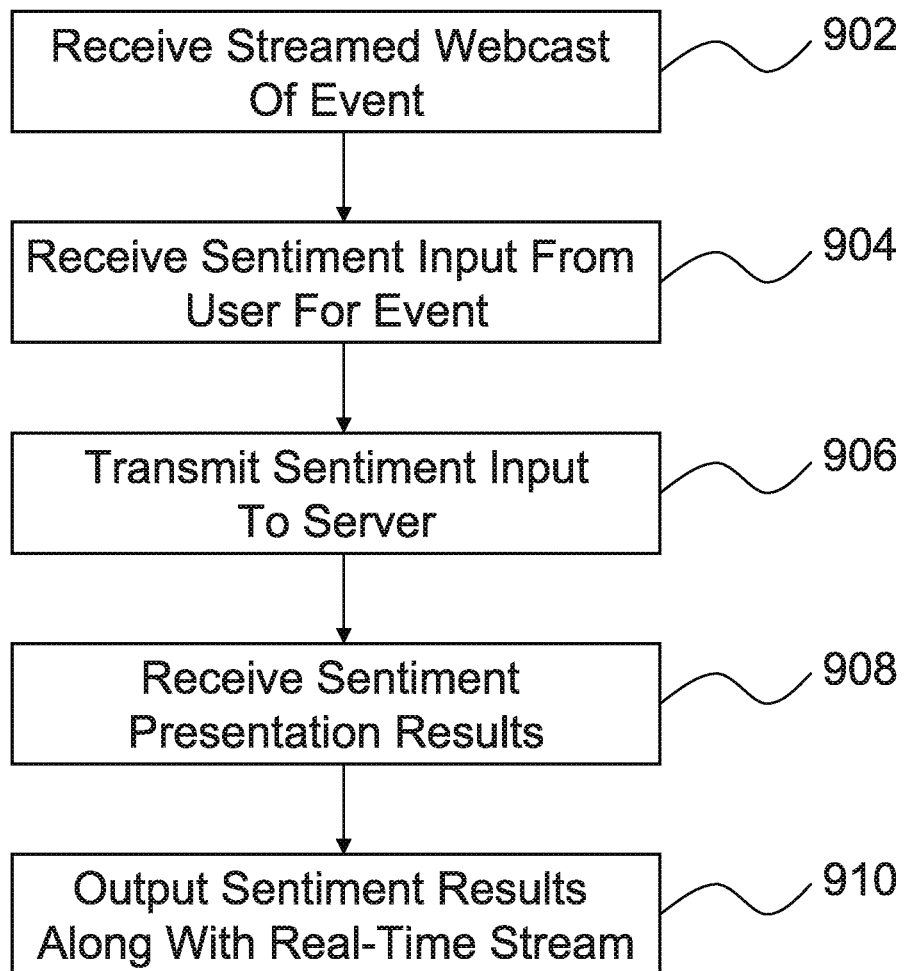 Receive Streamed Webcast
Of Event
902
Receive Sentiment Input From
User For Event
904
Transmit Sentiment Input
To Server
906
Receive Sentiment
Presentation Results
908
Output Sentiment Results
Along With Real-Time Stream
910